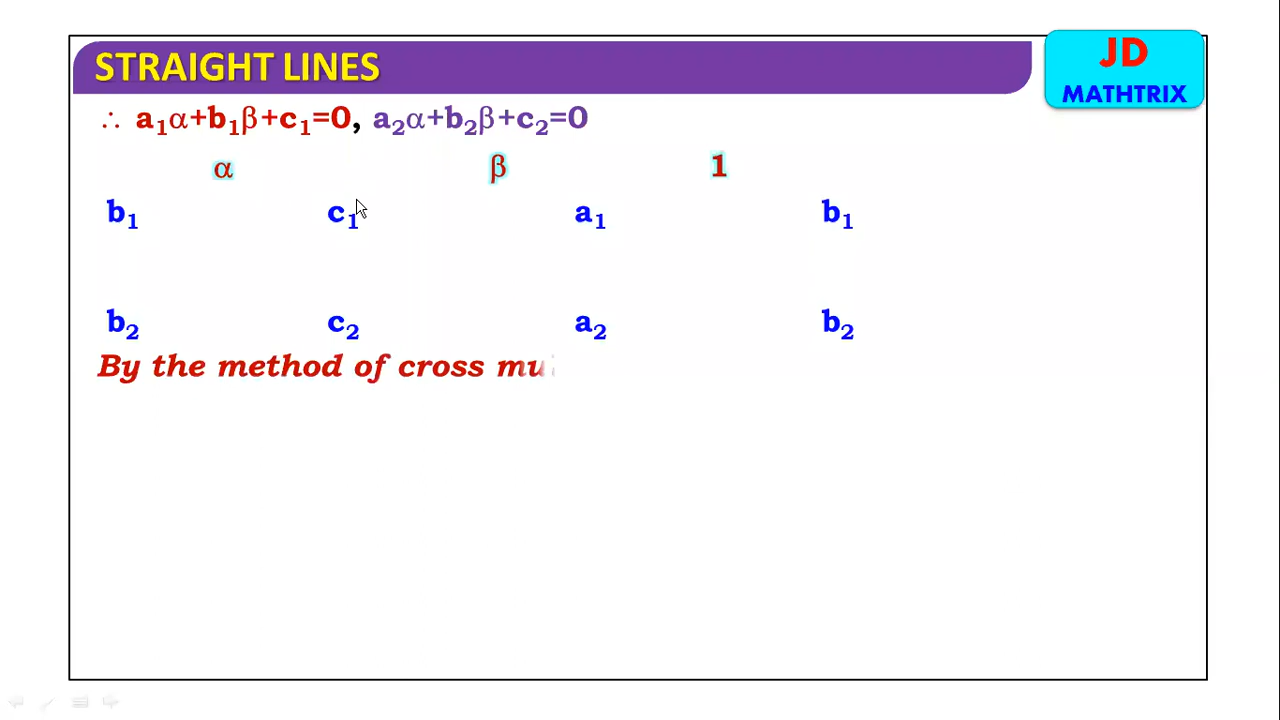 STRAIGHT LINES
JD
MATHTRIX
∴ a₁α+b₁β+c₁=0, a₂α+b₂β+c₂=0
α β 1
b₁ c₁ a₁ b₁
b₂ c₂ a₂ b₂
By the method of cross